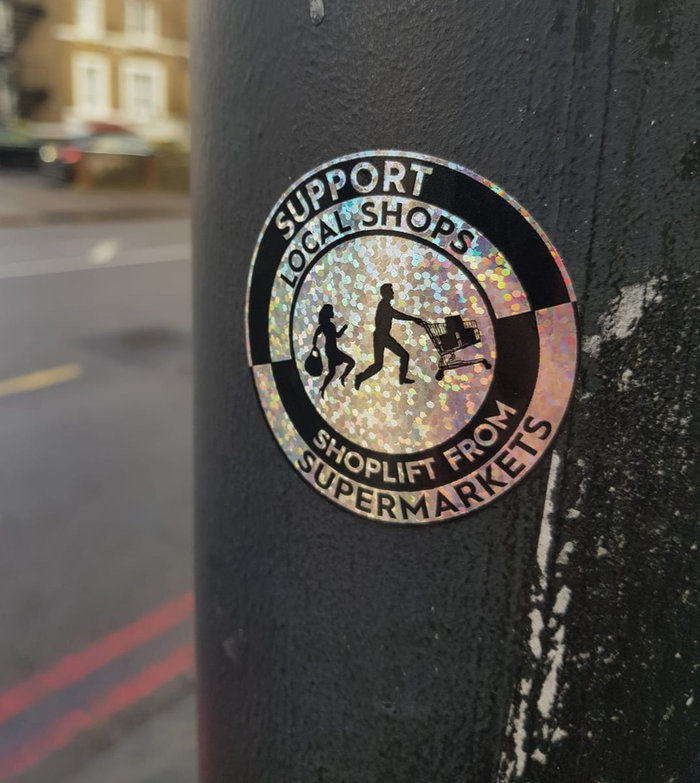 SUPPORT
LOCAL SHOPS
SHOPLIFT FROM
SUPERMARKETS